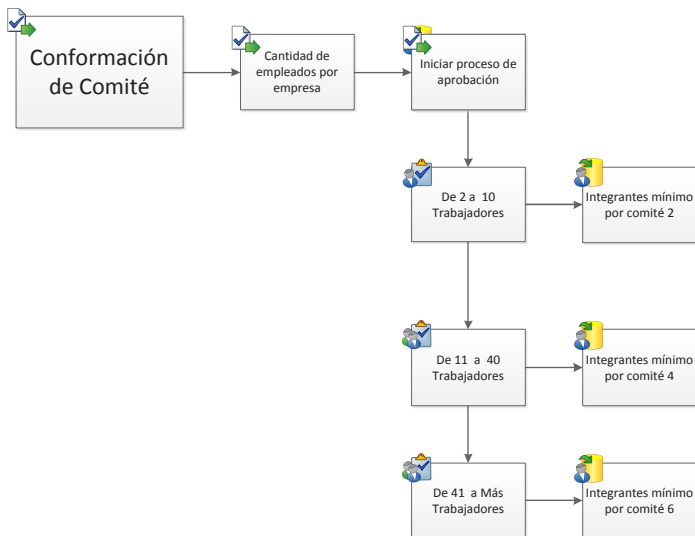 Conformación
de Comité
Cantidad de
empleados por
empresa
Iniciar proceso de
aprobación
De 2 a 10
Trabajadores
Integrantes mínimo
por comité 2
De 11 a 40
Trabajadores
Integrantes mínimo
por comité 4
De 41 a Más
Trabajadores
Integrantes mínimo
por comité 6